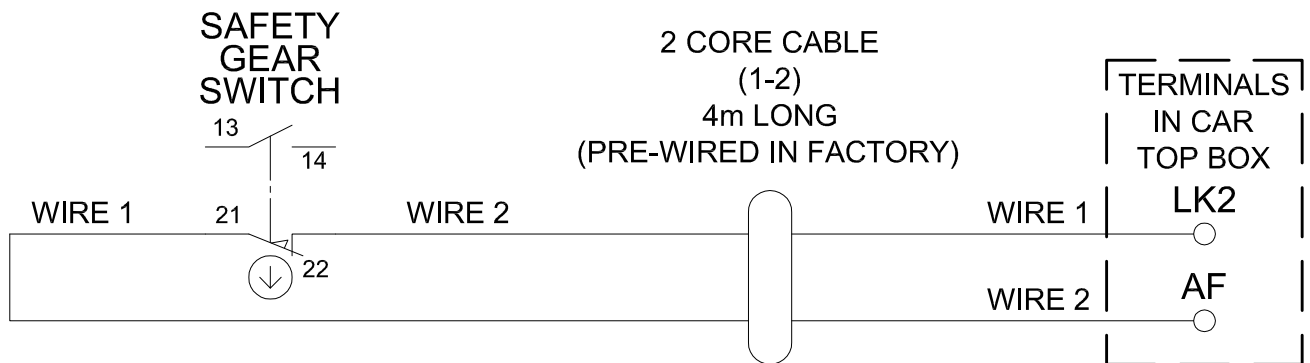 SAFETY
GEAR
SWITCH
2 CORE CABLE
(1-2)
4m LONG
(PRE-WIRED IN FACTORY)
TERMINALS
IN CAR
TOP BOX
13
14
WIRE 1
21
WIRE 2
WIRE 1
LK2
22
WIRE 2
AF